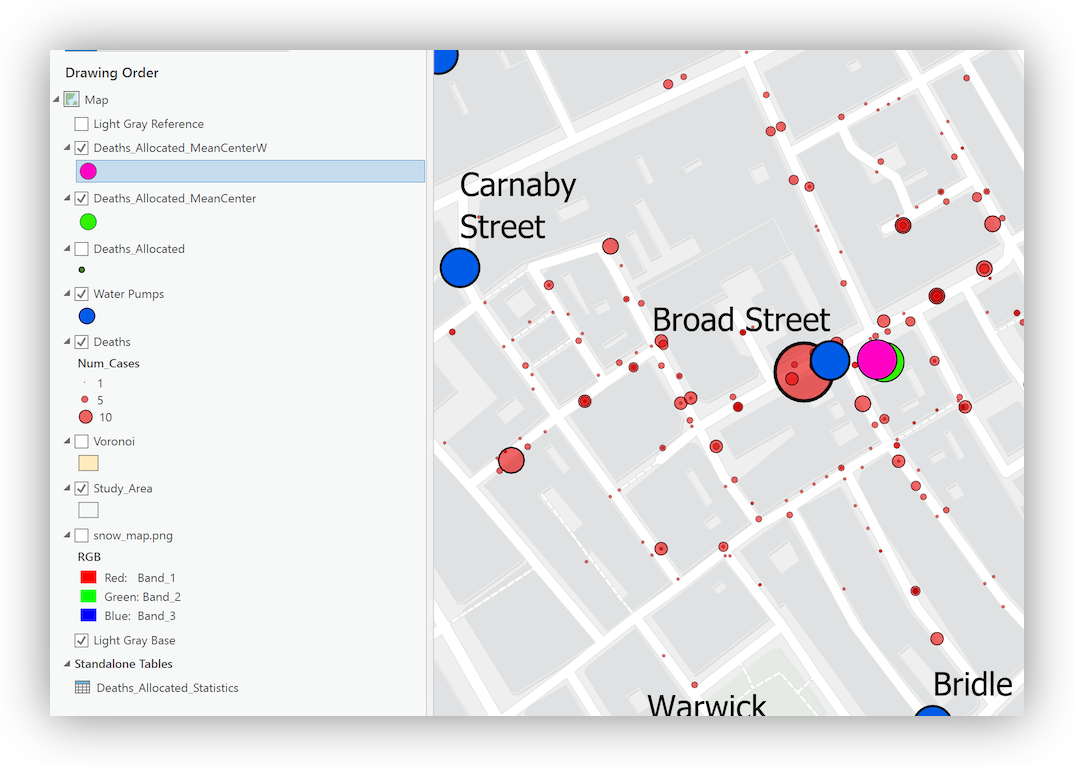 Drawing Order
Map
Light Gray Reference
Deaths_Allocated_MeanCenterW
Deaths_Allocated_MeanCenter
Deaths_Allocated
Water Pumps
Deaths
Num_Cases
1
5
10
Voronoi
Study_Area
snow_map.png
RGB
Red: Band_1
Green: Band_2
Blue: Band_3
Light Gray Base
Standalone Tables
Deaths_Allocated_Statistics
Carnaby
Street
Broad Street
Bridle
Warwick